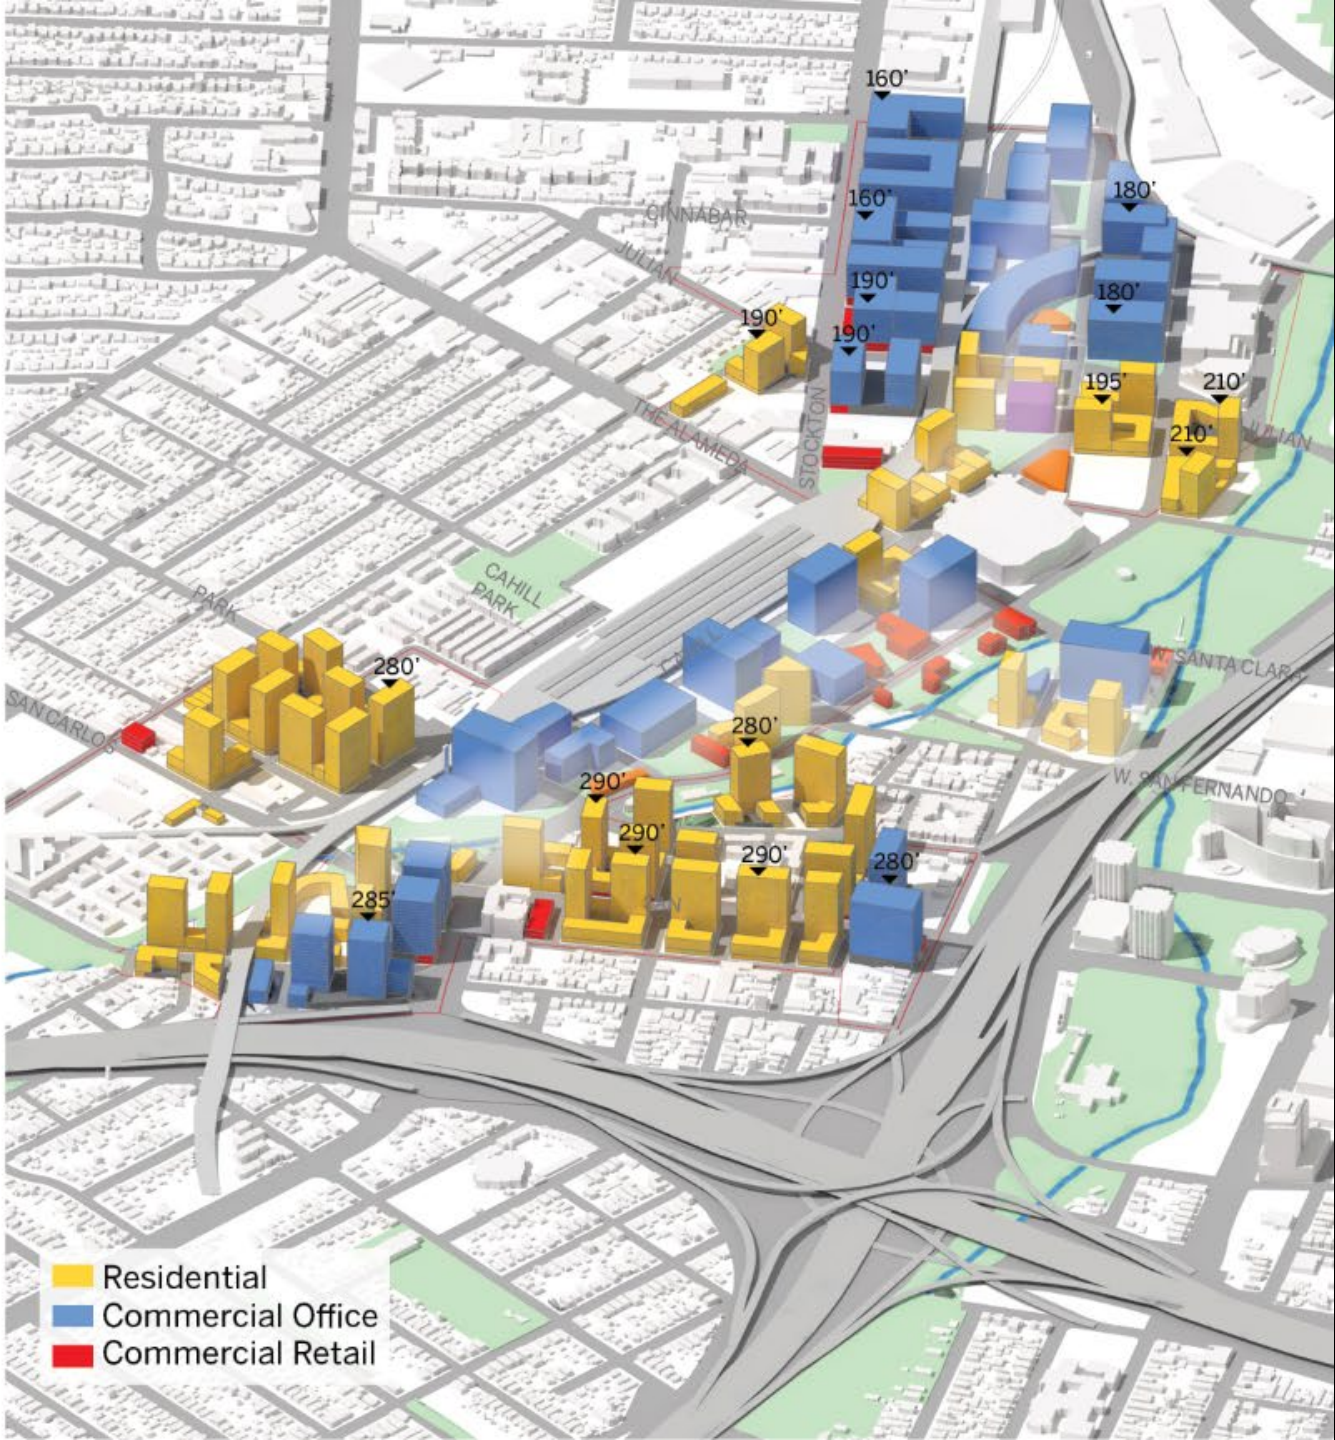 160'
160'
180'
CINNABAR
JULIAN
190'
180'
190'
190'
195'
210'
STOCKTON
THE ALAMEDA
JULIAN
210'
CAHILL
PARK
PARK
W. SANTA CLARA
280'
SAN CARLOS
280'
290'
W. SAN FERNANDO
290'
290'
280'
285'
SAN
Residential
Commercial Office
Commercial Retail